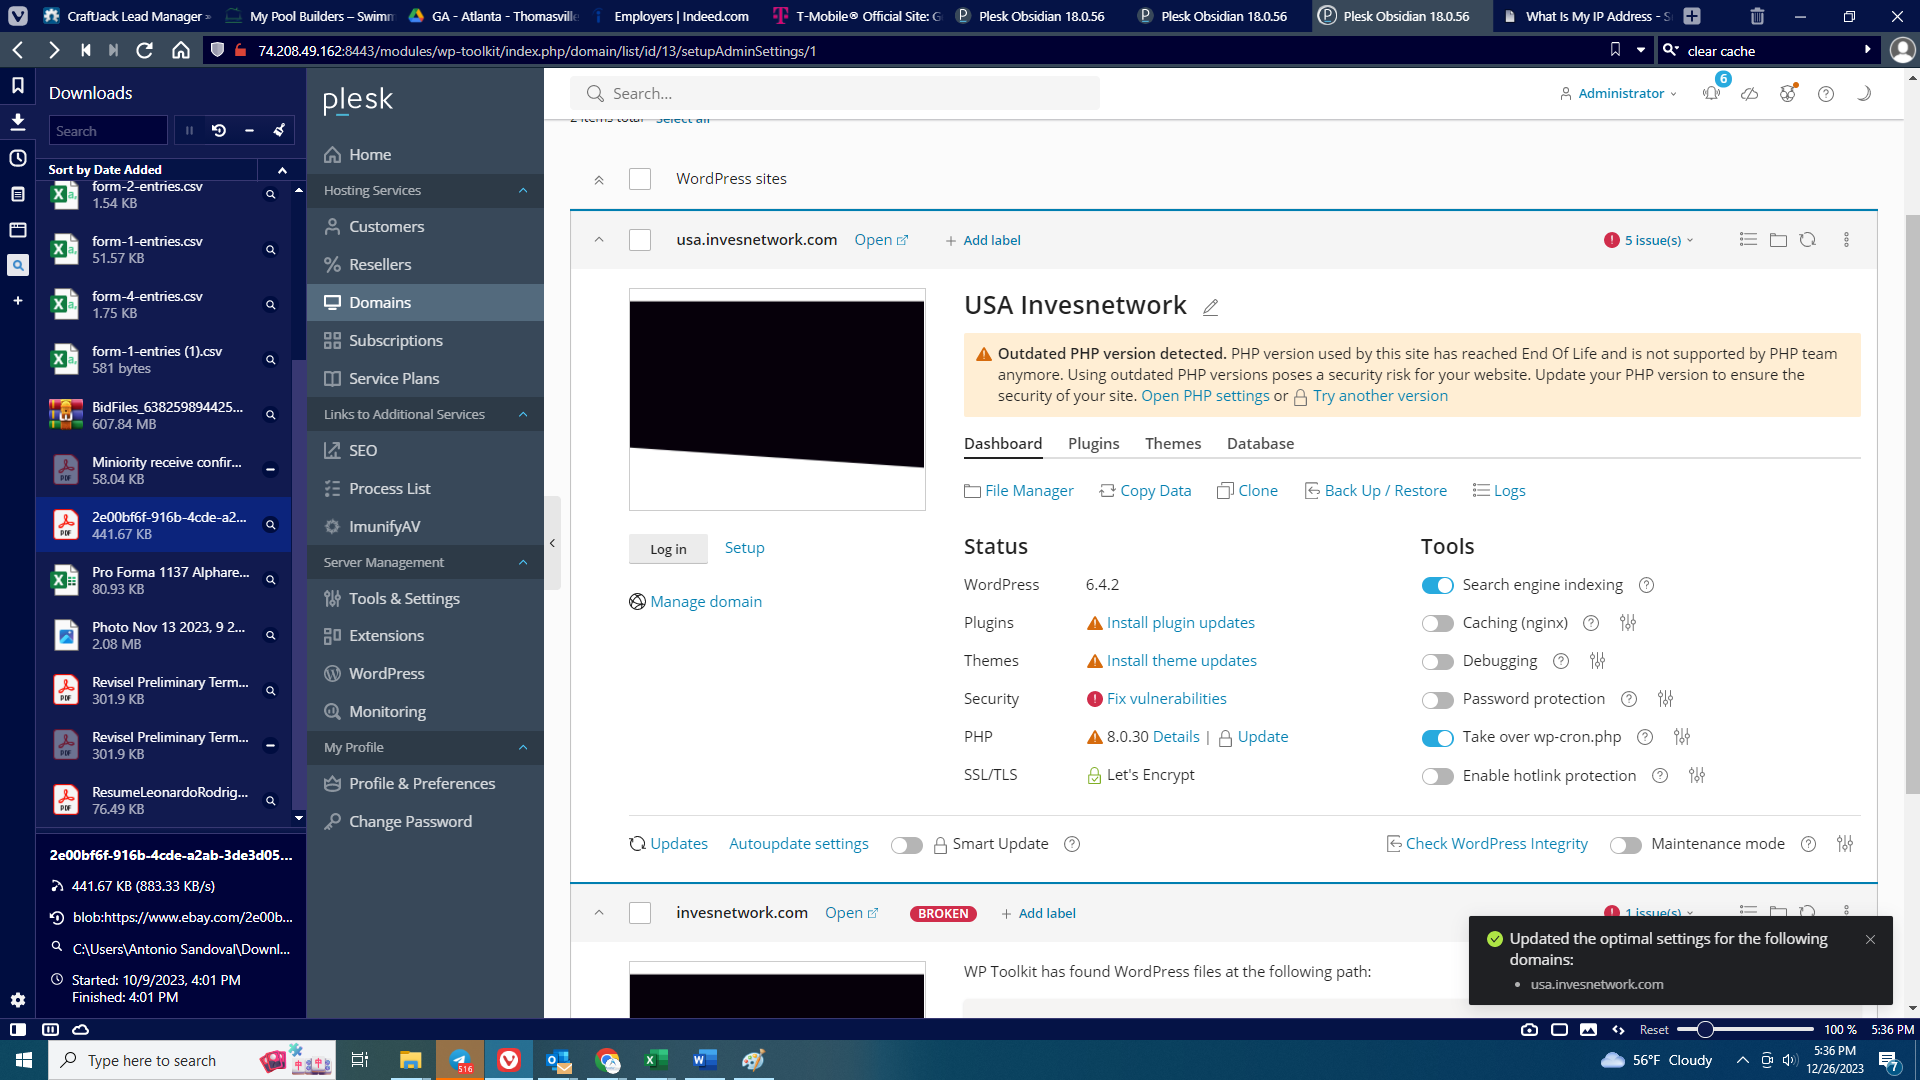 CraftJack Lead Manager
My Pool Builders – Swimm
GA - Atlanta - Thomasville
Employers | Indeed.com
T-Mobile® Official Site: G
Plesk Obsidian 18.0.56
Plesk Obsidian 18.0.56
Plesk Obsidian 18.0.56
What Is My IP Address - S
74.208.49.162:8443/modules/wp-toolkit/index.php/domain/list/id/13/setupAdminSettings/1
clear cache
Downloads
Search
Sort by Date Added
form-2-entries.csv
1.54 KB
form-1-entries.csv
51.57 KB
form-4-entries.csv
1.75 KB
form-1-entries (1).csv
581 bytes
BidFiles_638259894425...
607.84 MB
Miniority receive confir...
58.04 KB
2e00bf6f-916b-4cde-a2...
441.67 KB
Pro Forma 1137 Alphare...
80.93 KB
Photo Nov 13 2023, 9 2...
2.08 MB
Revisel Preliminary Term...
301.9 KB
Revisel Preliminary Term...
301.9 KB
ResumeLeonardoRodrig...
76.49 KB
2e00bf6f-916b-4cde-a2ab-3de3d05...
441.67 KB (883.33 KB/s)
blob:https://www.ebay.com/2e00b...
C:\Users\Antonio Sandoval\Downl...
Started: 10/9/2023, 4:01 PM
Finished: 4:01 PM
plesk
Home
Hosting Services
Customers
Resellers
Domains
Subscriptions
Service Plans
Links to Additional Services
SEO
Process List
ImunifyAV
Server Management
Tools & Settings
Extensions
WordPress
Monitoring
My Profile
Profile & Preferences
Change Password
Search...
Administrator
6
2 items total Select all
WordPress sites
usa.invesnetwork.com Open + Add label
5 issue(s)
USA Invesnetwork
Outdated PHP version detected. PHP version used by this site has reached End Of Life and is not supported by PHP team
anymore. Using outdated PHP versions poses a security risk for your website. Update your PHP version to ensure the
security of your site. Open PHP settings or Try another version
Dashboard Plugins Themes Database
File Manager Copy Data Clone Back Up / Restore Logs
Log in Setup
Manage domain
Status
WordPress 6.4.2
Plugins Install plugin updates
Themes Install theme updates
Security Fix vulnerabilities
PHP 8.0.30 Details | Update
SSL/TLS Let's Encrypt
Tools
Search engine indexing
Caching (nginx)
Debugging
Password protection
Take over wp-cron.php
Enable hotlink protection
Updates Autoupdate settings Smart Update
Check WordPress Integrity Maintenance mode
invesnetwork.com Open BROKEN + Add label
1 issue(s)
WP Toolkit has found WordPress files at the following path:
Updated the optimal settings for the following
domains:
• usa.invesnetwork.com
Reset 100 % 5:36 PM
Type here to search
516
56°F Cloudy
5:36 PM
12/26/2023
7